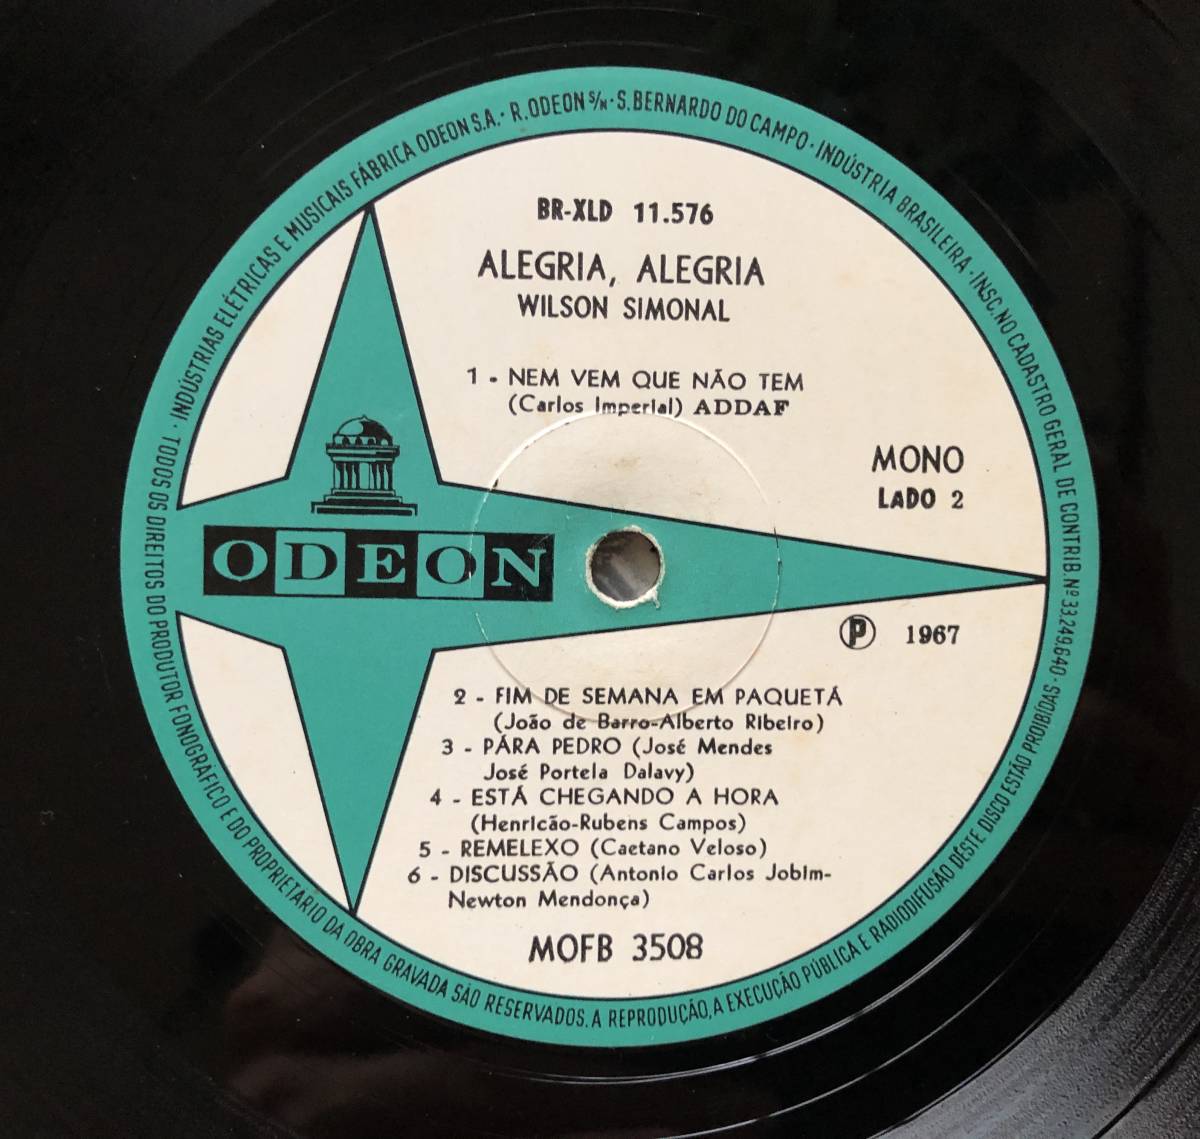 TODOS OS DIREITOS DO PRODUTOR FONOGRÁFICO E DO PROPRIETÁRIO DA OBRA GRAVADA SÃO RESERVADOS. A REPRODUÇÃO, A EXECUÇÃO PÚBLICA E RADIODIFUSÃO DÊSTE DISCO ESTÃO PROIBIDAS · INDÚSTRIAS ELÉTRICAS E MUSICAIS FÁBRICA ODEON S.A. · R. ODEON S/N · S. BERNARDO DO CAMPO · INDÚSTRIA BRASILEIRA · INSC. NO CADASTRO GERAL DE CONTRIB. Nº 33.249.640 ·
BR-XLD 11.576
ALEGRIA, ALEGRIA
WILSON SIMONAL
1 - NEM VEM QUE NÃO TEM
(Carlos Imperial) ADDAF
MONO
LADO 2
ODEON
Ⓟ 1967
2 - FIM DE SEMANA EM PAQUETÁ
(João de Barro-Alberto Ribeiro)
3 - PÁRA PEDRO (José Mendes
José Portela Dalavy)
4 - ESTÁ CHEGANDO A HORA
(Henricão-Rubens Campos)
5 - REMELEXO (Caetano Veloso)
6 - DISCUSSÃO (Antonio Carlos Jobim-
Newton Mendonça)
MOFB 3508